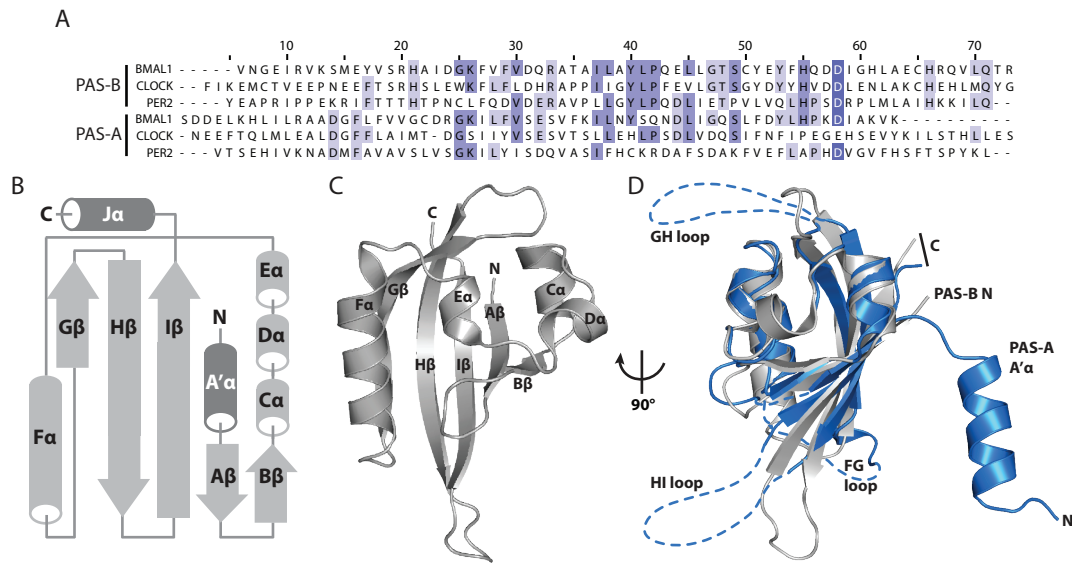 A
10 20 30 40 50 60 70
PAS-B
BMAL1 - - - - - VNGEIRVKSMEYVSRHAIDGKFVFVDQRATAILAYLPQELLGTSCYEYFHQDDIGHLAECHRQVLQTR
CLOCK - - FIKEMCTVEEPNEEFTSRHSLEWKFLFLDHRAPPIIGYLPFEVLGTSGYDYYHVDDLENLAKCHEHLMQYG
PER2 - - - - YEAPRIPPEKRIFTTTHTPNCLFQDVDERAVPLLGYLPQDLIETPVLVQLHPSDRPLMLAIHKKILQ- -
PAS-A
BMAL1 SDDELKHLILRAADGFLFVVGCDRGKILFVSESVFKILNYSQNDLIGQSLFDYLHPKDIAKVK- - - - - - - - -
CLOCK - NEEFTQLMLEALDGFFLAIMT- DGSIIYVSESVTSLLEHLPSDLVDQSIFNFIPEGEHSEVYKILSTHLLES
PER2 - - - VTSEHIVKNADMFAVAVSLVSGKILYISDQVASIFHCKRDAFSDAKFVEFLAPHDVGVFHSFTSPYKL- -
B
C Jα
Eα
Gβ Hβ Iβ N Dα
A'α
Cα
Fα
Aβ Bβ
C
C
N
Fα Gβ Eα Aβ Cα Dα
Hβ Iβ Bβ
90°
D
GH loop
C
PAS-B N
PAS-A
A'α
HI loop
FG
loop
N